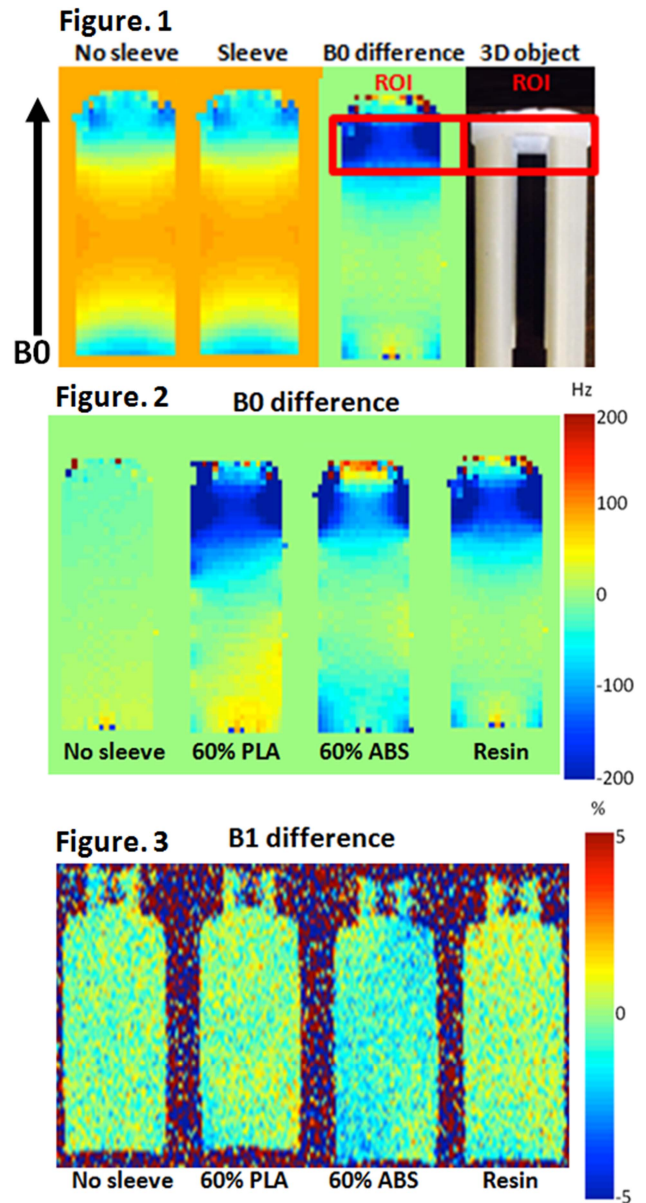 Figure. 1
No sleeve Sleeve B0 difference 3D object
ROI ROI
B0
Figure. 2
B0 difference
Hz
200
100
0
-100
-200
No sleeve 60% PLA 60% ABS Resin
Figure. 3
B1 difference
%
5
0
-5
No sleeve 60% PLA 60% ABS Resin